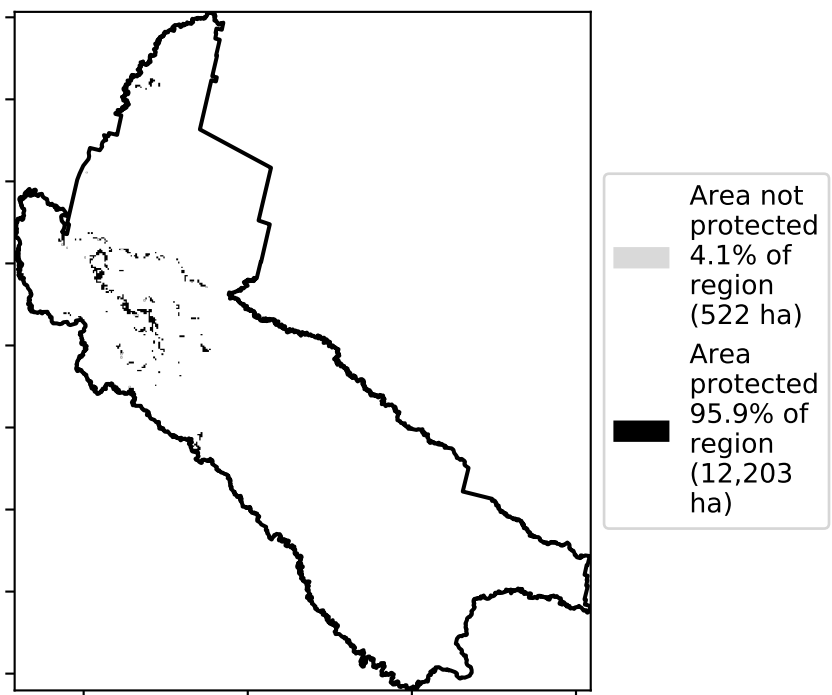 Area not
protected
4.1% of
region
(522 ha)
Area
protected
95.9% of
region
(12,203
ha)